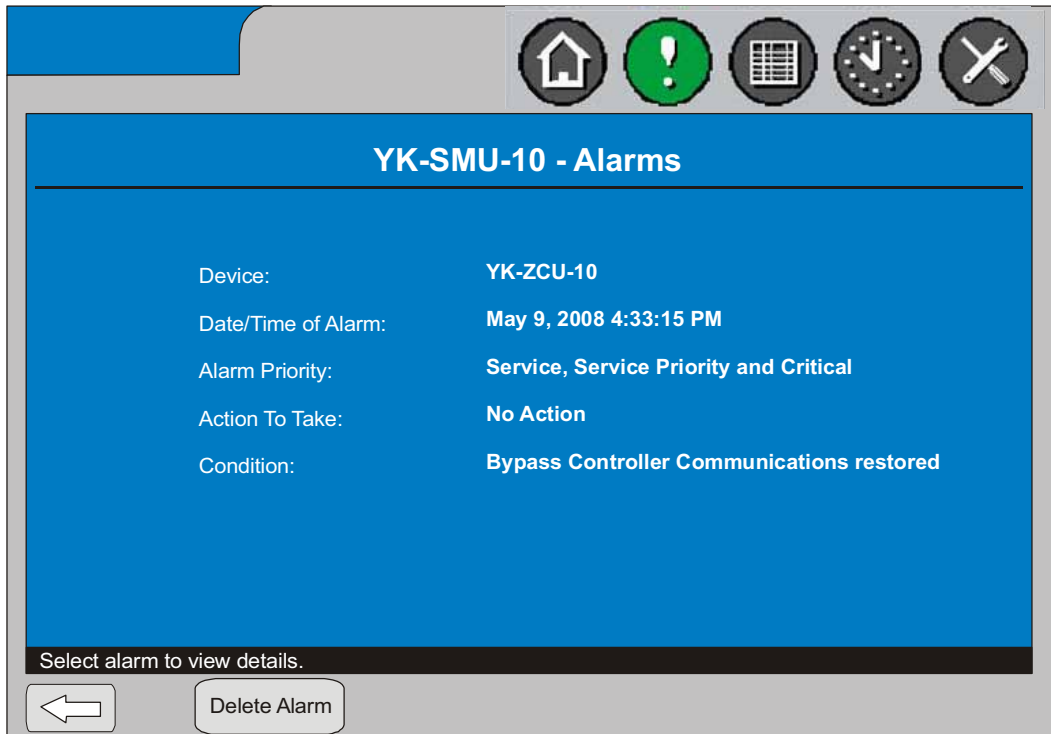 YK-SMU-10 - Alarms
Device: YK-ZCU-10
Date/Time of Alarm: May 9, 2008 4:33:15 PM
Alarm Priority: Service, Service Priority and Critical
Action To Take: No Action
Condition: Bypass Controller Communications restored
Select alarm to view details.
Delete Alarm